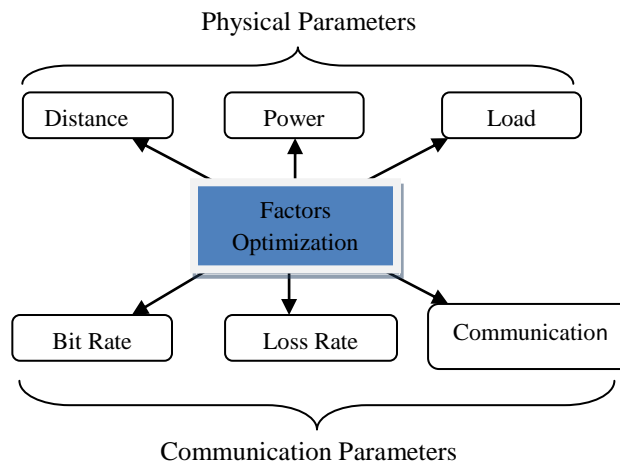 Physical Parameters
Distance
Power
Load
Factors
Optimization
Bit Rate
Loss Rate
Communication
Communication Parameters